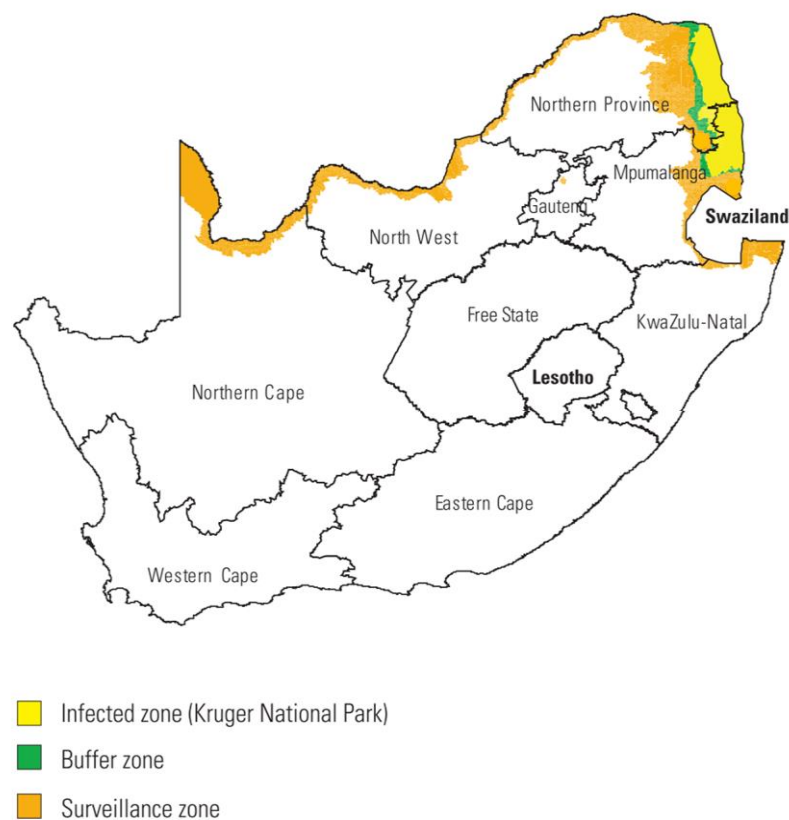 Northern Province
Mpumalanga
Gauteng
Swaziland
North West
Free State
KwaZulu-Natal
Lesotho
Northern Cape
Eastern Cape
Western Cape
Infected zone (Kruger National Park)
Buffer zone
Surveillance zone